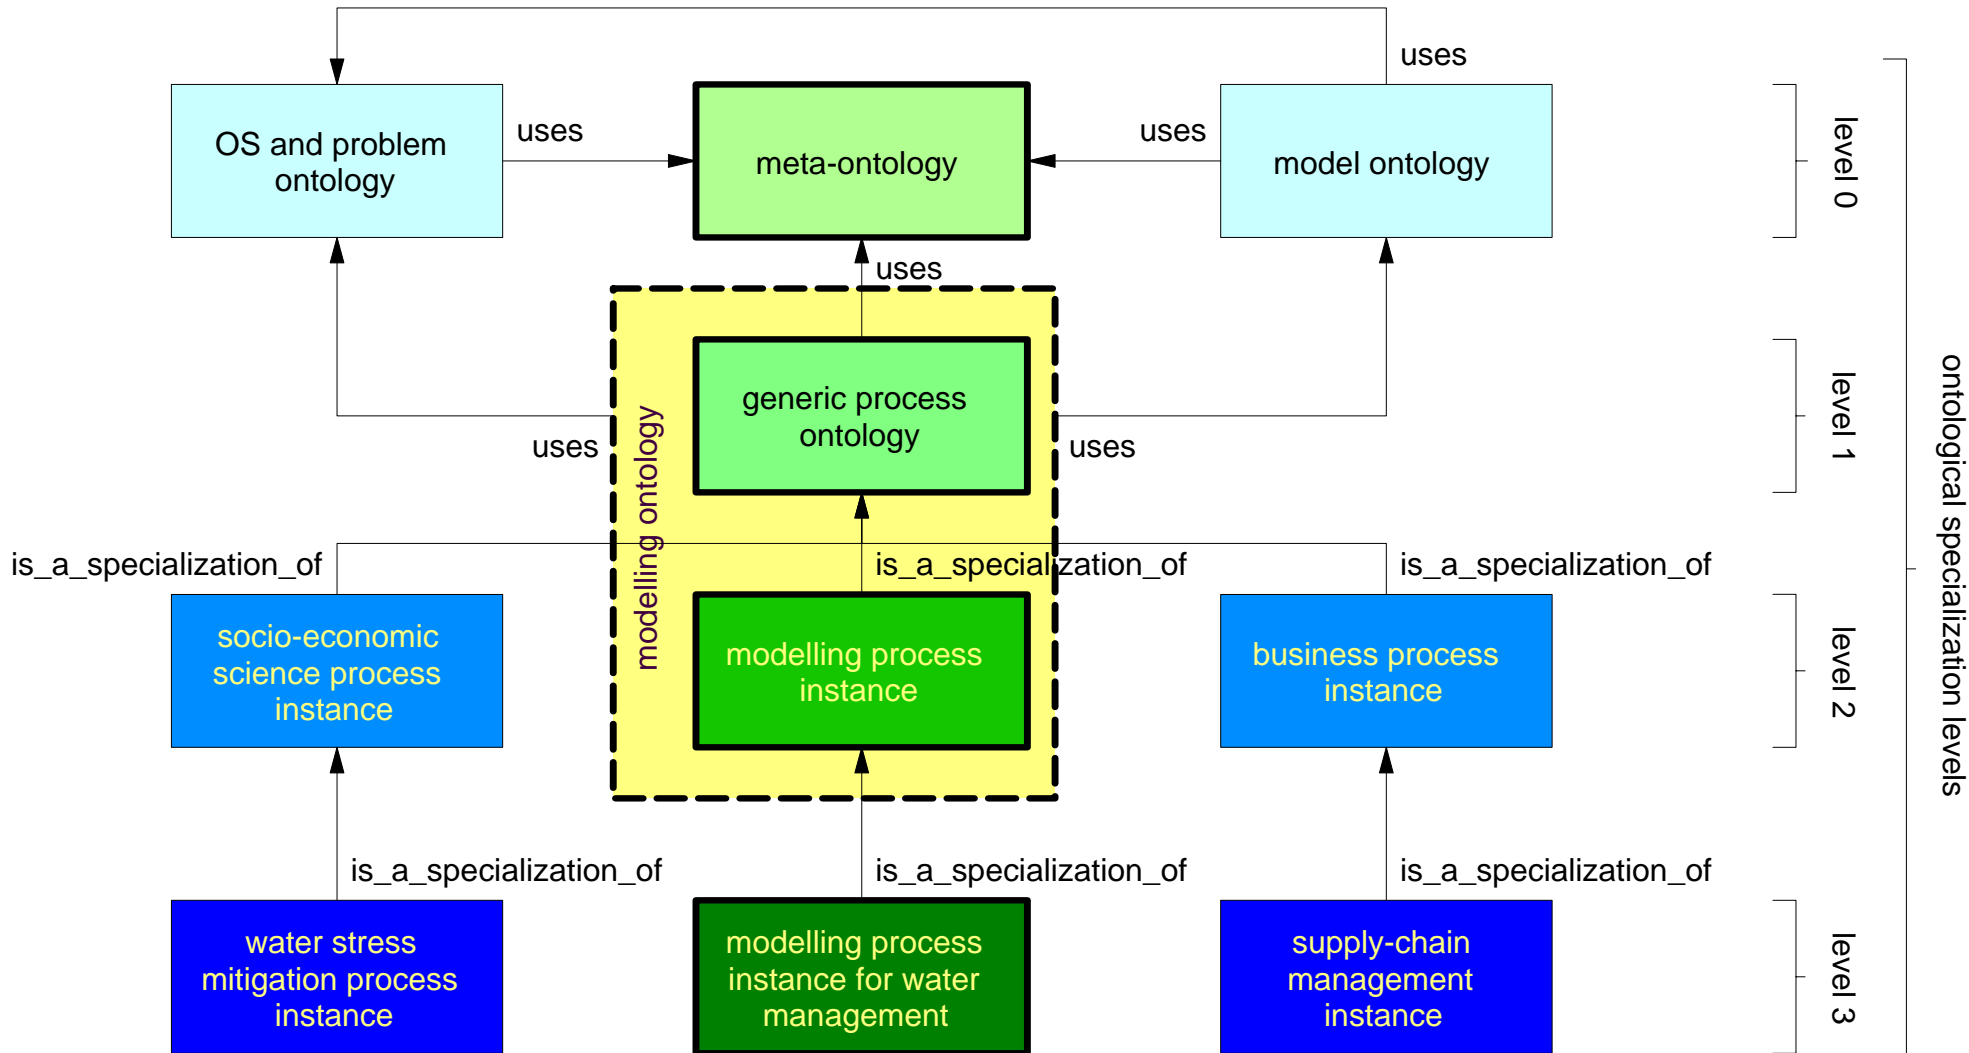 uses
OS and problem
ontology
uses
meta-ontology
uses
model ontology
level 0
uses
generic process
ontology
uses
uses
level 1
modelling ontology
ontological specialization levels
is_a_specialization_of
is_a_specialization_of
is_a_specialization_of
socio-economic
science process
instance
modelling process
instance
business process
instance
level 2
is_a_specialization_of
is_a_specialization_of
is_a_specialization_of
water stress
mitigation process
instance
modelling process
instance for water
management
supply-chain
management
instance
level 3